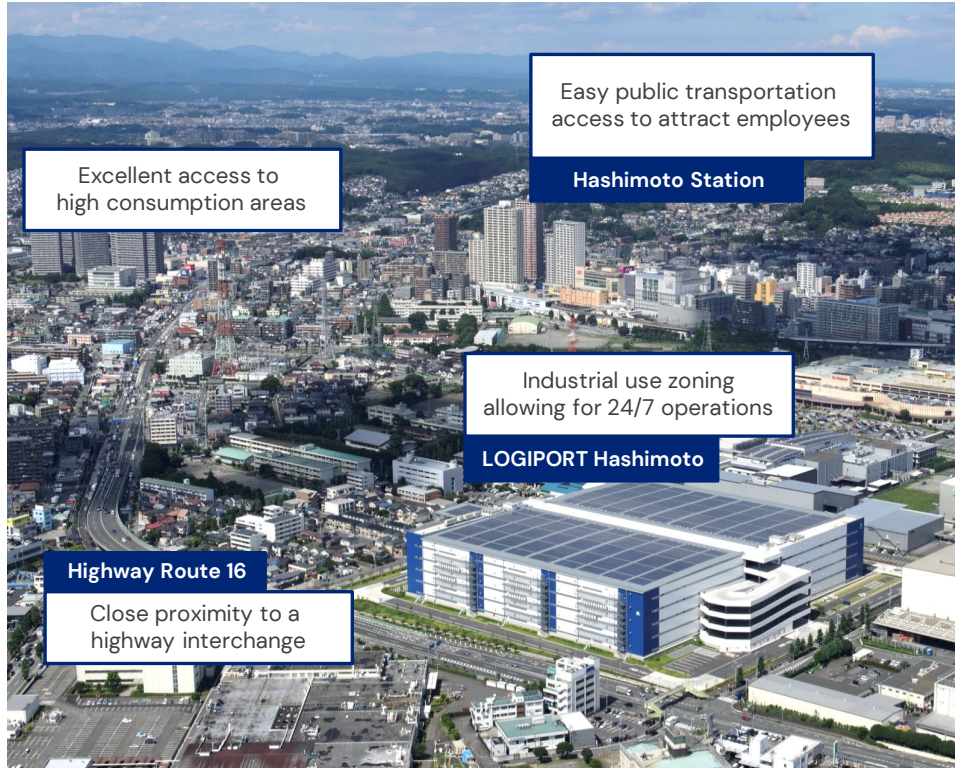 Easy public transportation
access to attract employees
Hashimoto Station
Excellent access to
high consumption areas
Industrial use zoning
allowing for 24/7 operations
LOGIPORT Hashimoto
Highway Route 16
Close proximity to a
highway interchange